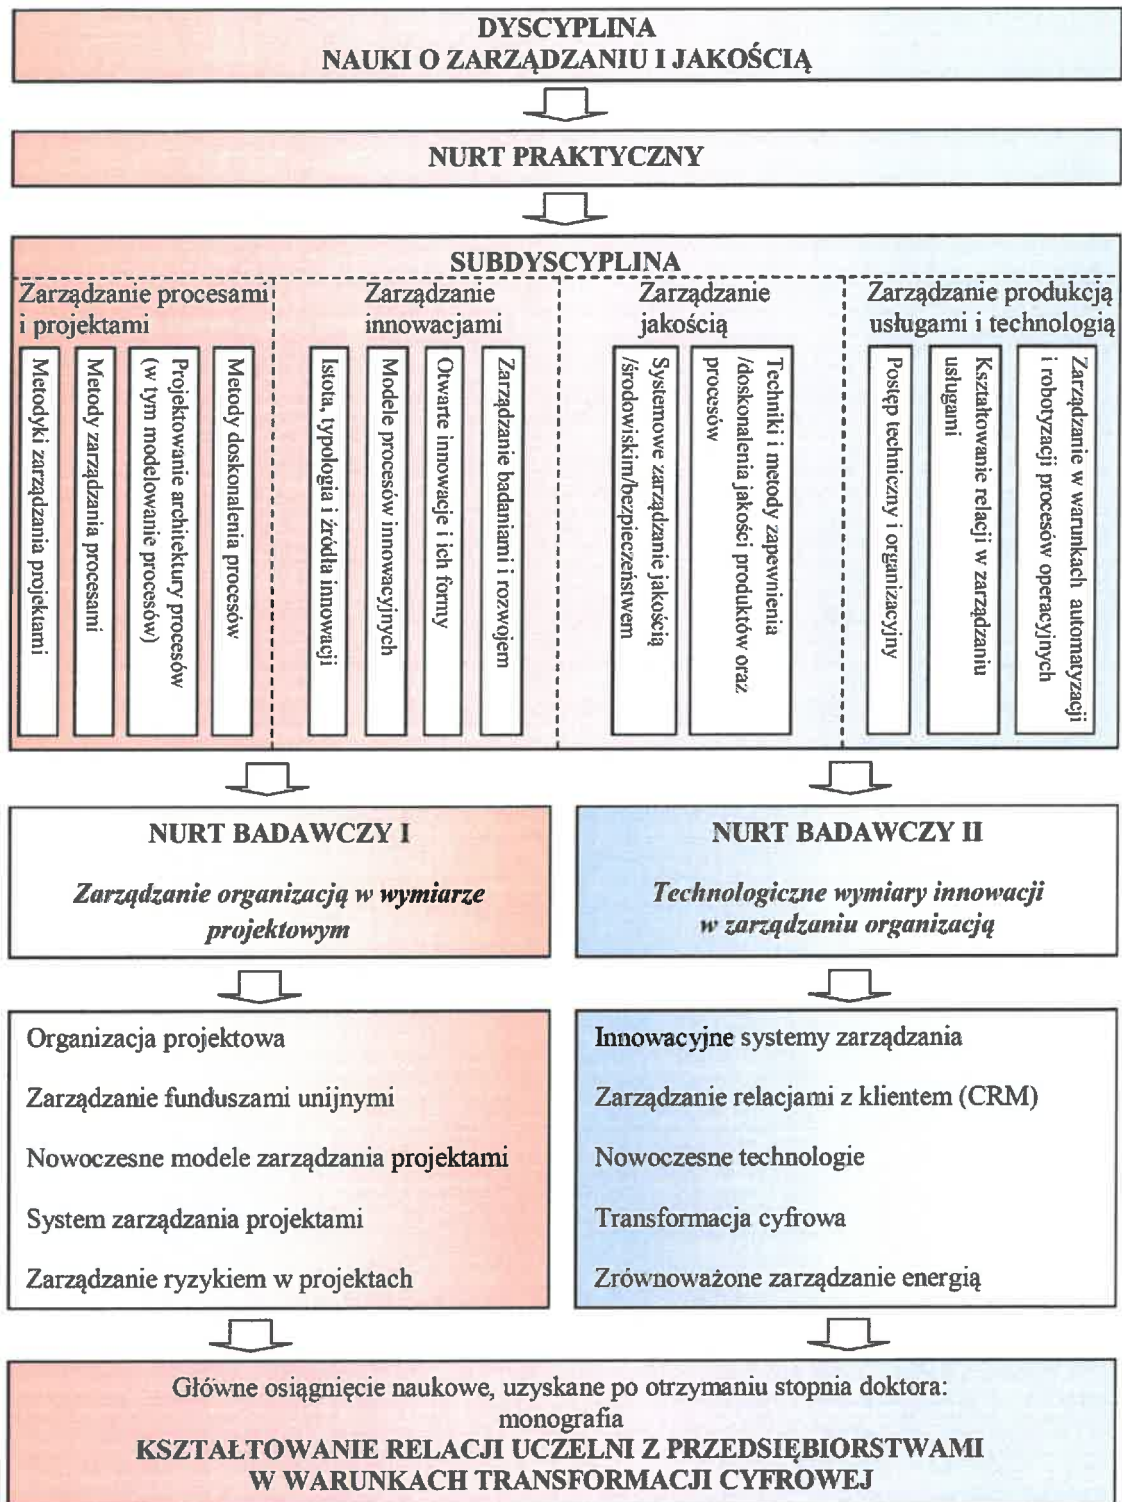 DYSCYPLINA
NAUKI O ZARZĄDZANIU I JAKOŚCIĄ
NURT PRAKTYCZNY
SUBDYSCYPLINA
Zarządzanie procesami
i projektami
Metodyki zarządzania projektami
Metody zarządzania procesami
Projektowanie architektury procesów
(w tym modelowanie procesów)
Metody doskonalenia procesów
Zarządzanie
innowacjami
Istota, typologia i źródła innowacji
Modele procesów innowacyjnych
Otwarte innowacje i ich formy
Zarządzanie badaniami i rozwojem
Zarządzanie
jakością
Systemowe zarządzanie jakością
/środowiskim/bezpieczeństwem
Techniki i metody zapewnienia
/doskonalenia jakości produktów oraz
procesów
Zarządzanie produkcją
usługami i technologią
Postęp techniczny i organizacyjny
Kształtowanie relacji w zarządzaniu
usługami
Zarządzanie w warunkach automatyzacji
i robotyzacji procesów operacyjnych
NURT BADAWCZY I
Zarządzanie organizacją w wymiarze
projektowym
NURT BADAWCZY II
Technologiczne wymiary innowacji
w zarządzaniu organizacją
Organizacja projektowa
Zarządzanie funduszami unijnymi
Nowoczesne modele zarządzania projektami
System zarządzania projektami
Zarządzanie ryzykiem w projektach
Innowacyjne systemy zarządzania
Zarządzanie relacjami z klientem (CRM)
Nowoczesne technologie
Transformacja cyfrowa
Zrównoważone zarządzanie energią
Główne osiągnięcie naukowe, uzyskane po otrzymaniu stopnia doktora:
monografia
KSZTAŁTOWANIE RELACJI UCZELNI Z PRZEDSIĘBIORSTWAMI
W WARUNKACH TRANSFORMACJI CYFROWEJ